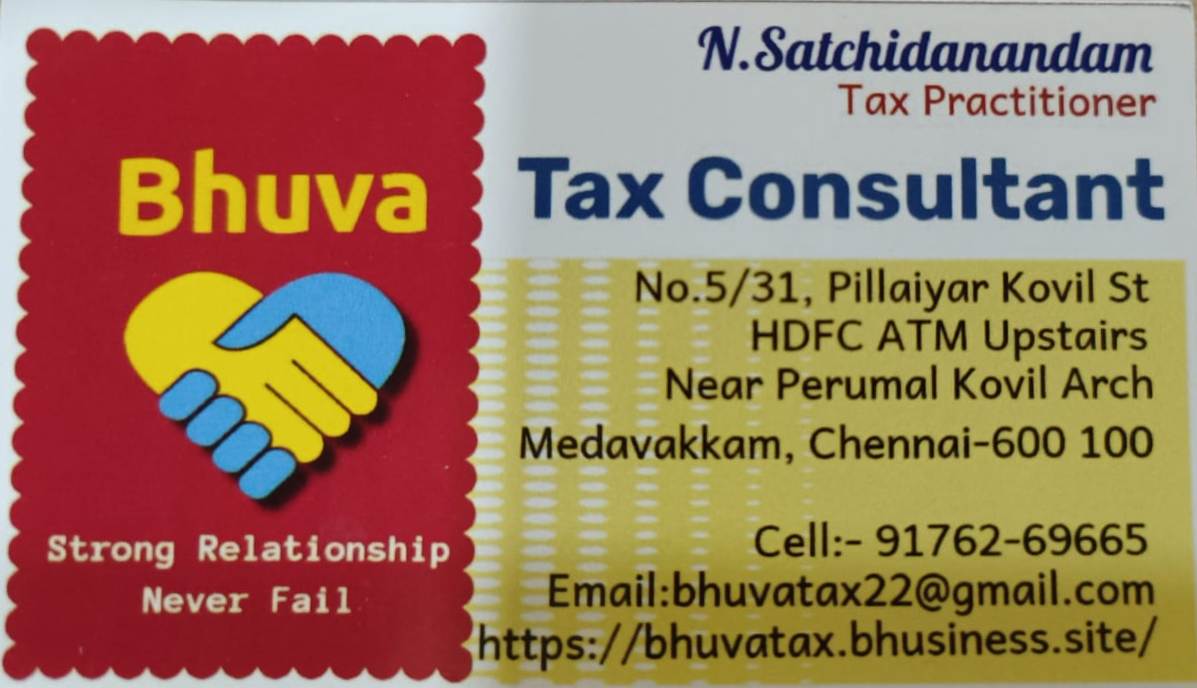 N.Satchidanandam
Tax Practitioner
Bhuva
Tax Consultant
No.5/31, Pillaiyar Kovil St
HDFC ATM Upstairs
Near Perumal Kovil Arch
Medavakkam, Chennai-600 100
Cell:- 91762-69665
Email:bhuvatax22@gmail.com
https://bhuvatax.bhusiness.site/
Strong Relationship
Never Fail